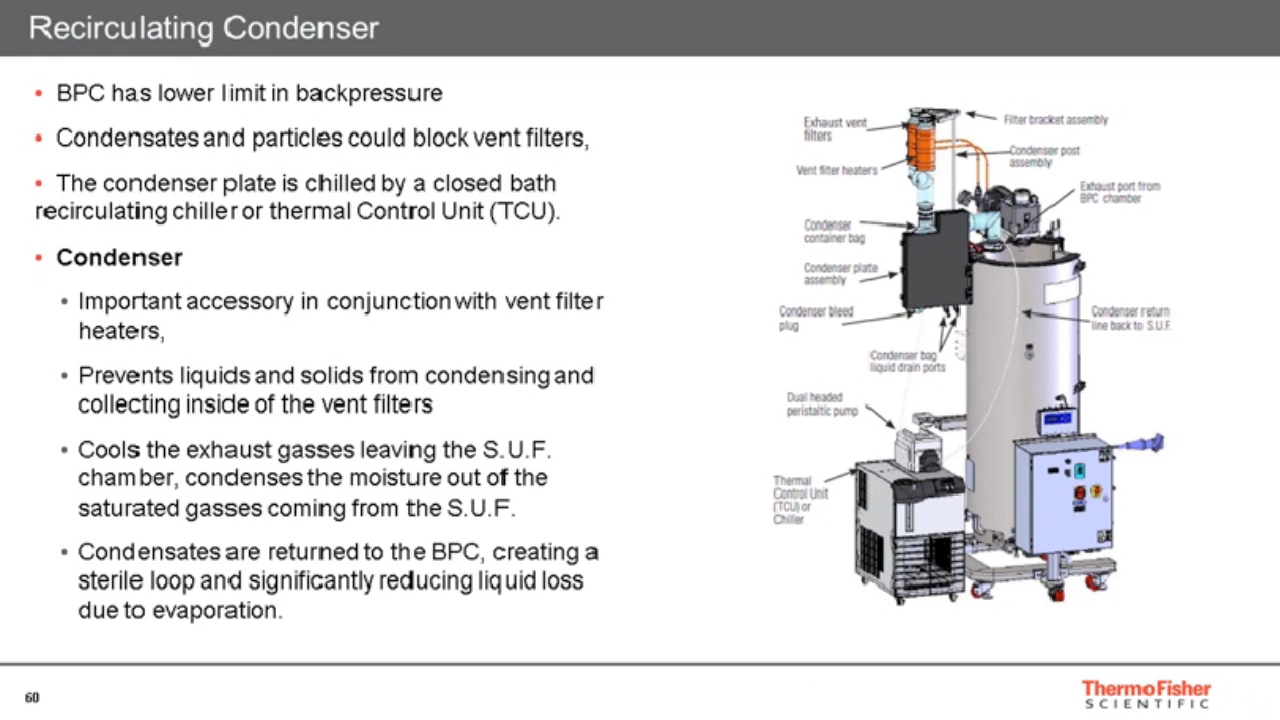 Recirculating Condenser
• BPC has lower limit in backpressure
• Condensates and particles could block vent filters,
• The condenser plate is chilled by a closed bath
recirculating chiller or thermal Control Unit (TCU).
• Condenser
• Important accessory in conjunction with vent filter
heaters,
• Prevents liquids and solids from condensing and
collecting inside of the vent filters
• Cools the exhaust gasses leaving the S.U.F.
chamber, condenses the moisture out of the
saturated gasses coming from the S.U.F.
• Condensates are returned to the BPC, creating a
sterile loop and significantly reducing liquid loss
due to evaporation.
Exhaust vent
filters
Filter bracket assembly
Vent filter heaters
Condenser post
assembly
Exhaust port from
BPC chamber
Condenser
container bag
Condenser plate
assembly
Condenser bleed
plug
Condenser return
line back to S.U.F.
Condenser bag
liquid drain ports
Dual headed
peristaltic pump
Thermal
Control Unit
(TCU) or
Chiller
60
ThermoFisher
SCIENTIFIC